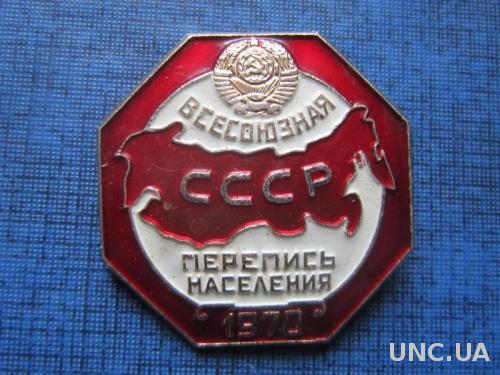 ВСЕСОЮЗНАЯ
СССР
ПЕРЕПИСЬ
НАСЕЛЕНИЯ
1970
UNC.UA